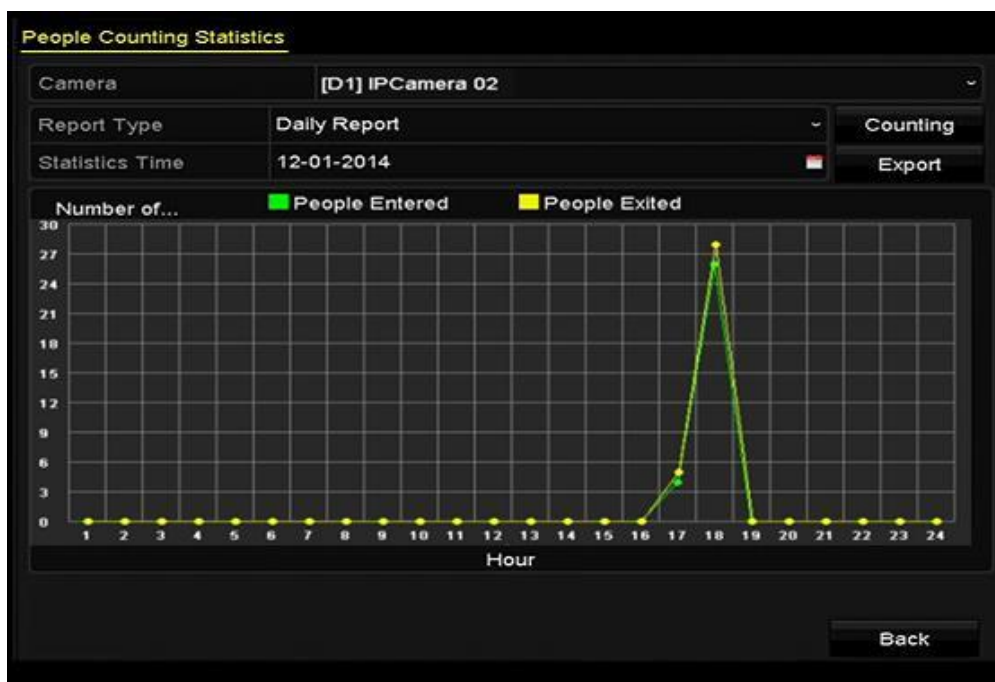 People Counting Statistics
Camera [D1] IPCamera 02
Report Type Daily Report Counting
Statistics Time 12-01-2014 Export
Number of... People Entered People Exited
30
27
24
21
18
15
12
9
6
3
0
1 2 3 4 5 6 7 8 9 10 11 12 13 14 15 16 17 18 19 20 21 22 23 24
Hour
Back